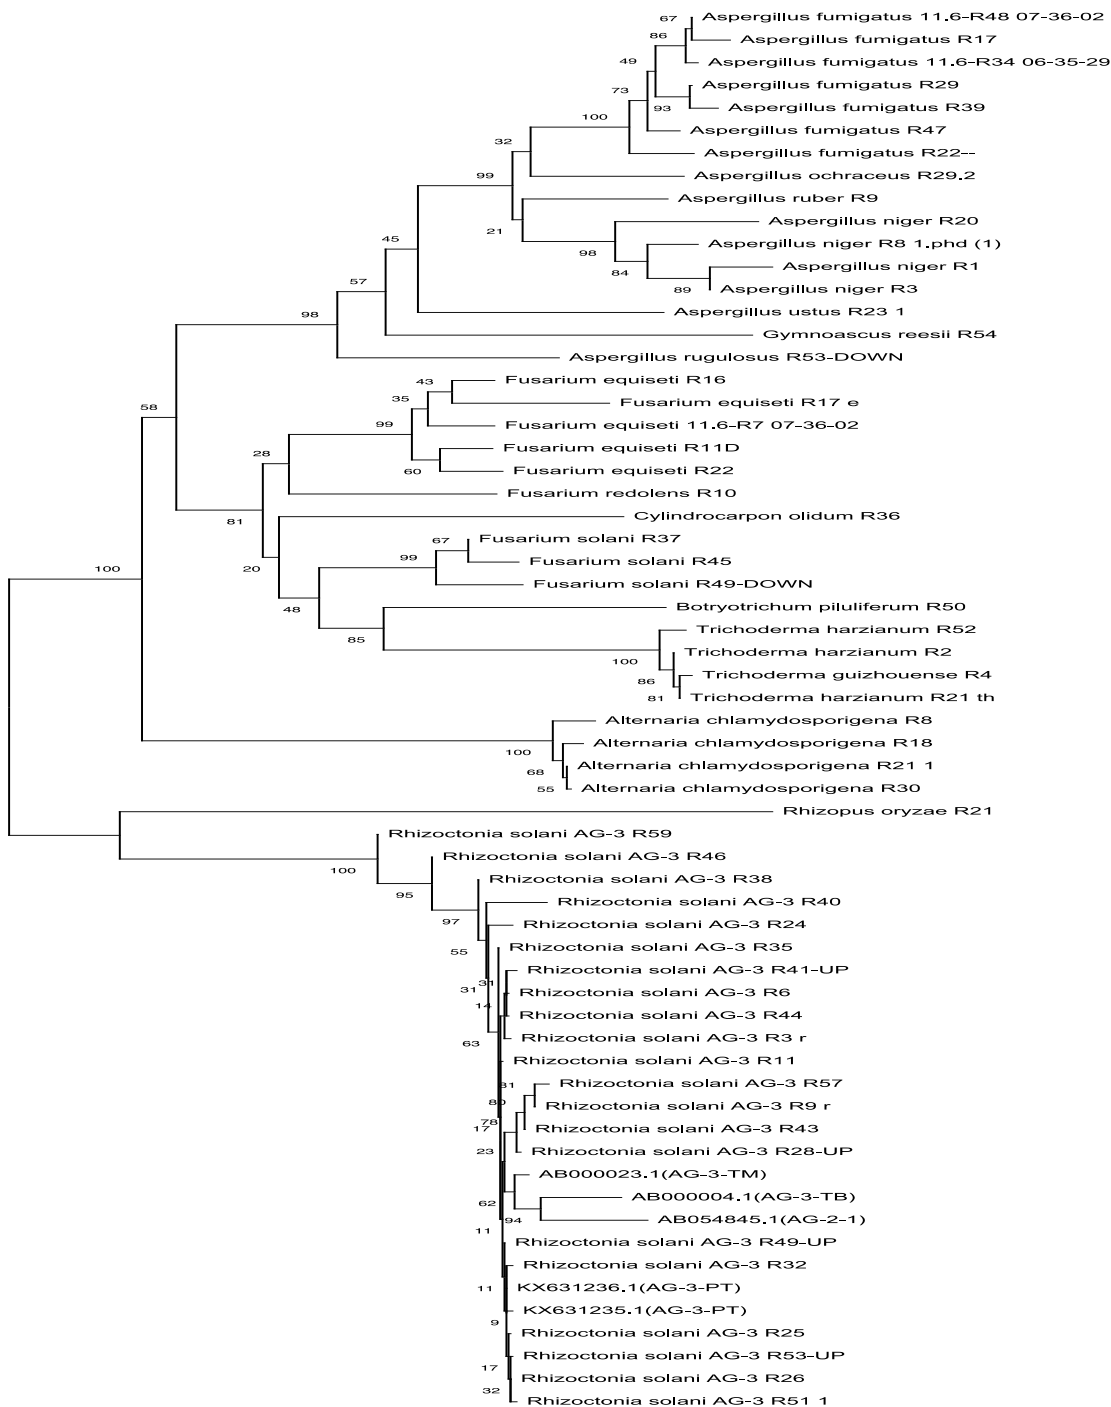 Aspergillus fumigatus 11.6-R48 07-36-02
67
Aspergillus fumigatus R17
86
Aspergillus fumigatus 11.6-R34 06-35-29
49
Aspergillus fumigatus R29
73
93
Aspergillus fumigatus R39
100
Aspergillus fumigatus R47
32
Aspergillus fumigatus R22--
99
Aspergillus ochraceus R29.2
Aspergillus ruber R9
21
Aspergillus niger R20
45
Aspergillus niger R8 1.phd (1)
98
Aspergillus niger R1
84
57
Aspergillus niger R3
89
98
Aspergillus ustus R23 1
Gymnoascus reesii R54
Aspergillus rugulosus R53-DOWN
Fusarium equiseti R16
43
58
35
Fusarium equiseti R17 e
99
Fusarium equiseti 11.6-R7 07-36-02
28
Fusarium equiseti R11D
60
Fusarium equiseti R22
Fusarium redolens R10
81
Cylindrocarpon olidum R36
67
Fusarium solani R37
99
Fusarium solani R45
100
20
Fusarium solani R49-DOWN
48
Botryotrichum piluliferum R50
85
Trichoderma harzianum R52
100
Trichoderma harzianum R2
86
Trichoderma guizhouense R4
81
Trichoderma harzianum R21 th
Alternaria chlamydosporigena R8
100
Alternaria chlamydosporigena R18
68
Alternaria chlamydosporigena R21 1
55
Alternaria chlamydosporigena R30
Rhizopus oryzae R21
Rhizoctonia solani AG-3 R59
100
Rhizoctonia solani AG-3 R46
95
Rhizoctonia solani AG-3 R38
97
Rhizoctonia solani AG-3 R40
Rhizoctonia solani AG-3 R24
55
Rhizoctonia solani AG-3 R35
Rhizoctonia solani AG-3 R41-UP
31
31
Rhizoctonia solani AG-3 R6
14
Rhizoctonia solani AG-3 R44
63
Rhizoctonia solani AG-3 R3 r
Rhizoctonia solani AG-3 R11
Rhizoctonia solani AG-3 R57
Rhizoctonia solani AG-3 R9 r
78
17
Rhizoctonia solani AG-3 R43
23
Rhizoctonia solani AG-3 R28-UP
AB000023.1(AG-3-TM)
62
AB000004.1(AG-3-TB)
94
AB054845.1(AG-2-1)
11
Rhizoctonia solani AG-3 R49-UP
Rhizoctonia solani AG-3 R32
11
KX631236.1(AG-3-PT)
KX631235.1(AG-3-PT)
9
Rhizoctonia solani AG-3 R25
Rhizoctonia solani AG-3 R53-UP
17
Rhizoctonia solani AG-3 R26
32
Rhizoctonia solani AG-3 R51 1